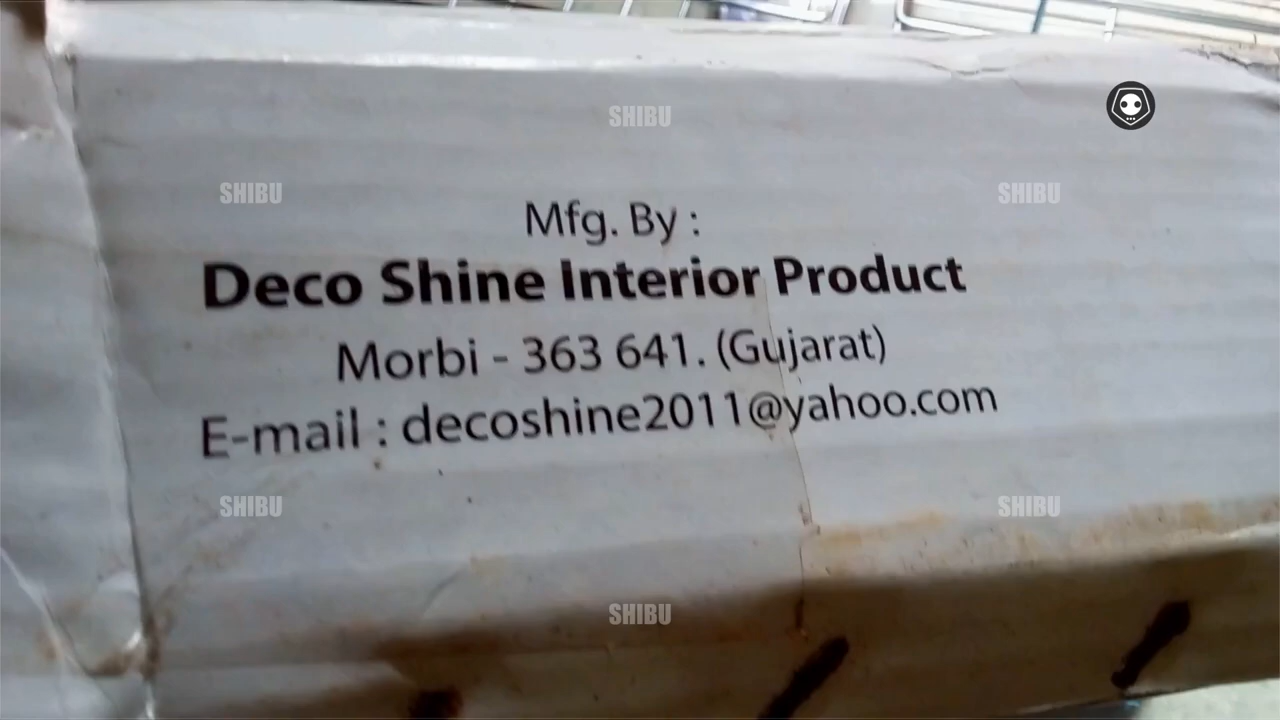 SHIBU
SHIBU
SHIBU
Mfg. By :
Deco Shine Interior Product
Morbi - 363 641. (Gujarat)
E-mail : decoshine2011@yahoo.com
SHIBU
SHIBU
SHIBU